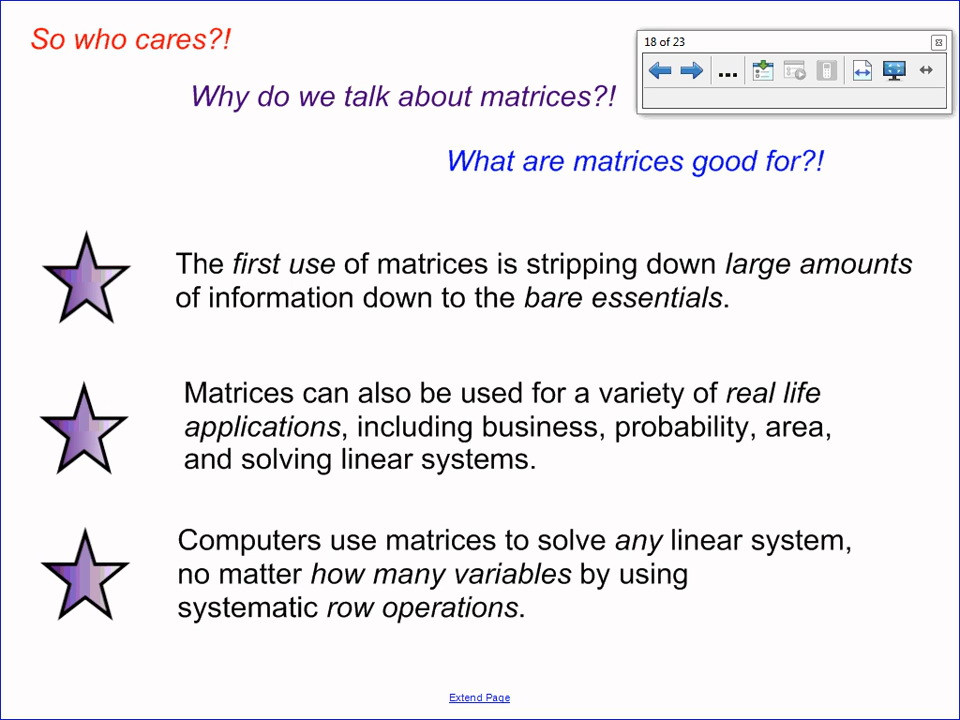 So who cares?!
18 of 23
Why do we talk about matrices?!
What are matrices good for?!
The first use of matrices is stripping down large amounts
of information down to the bare essentials.
Matrices can also be used for a variety of real life
applications, including business, probability, area,
and solving linear systems.
Computers use matrices to solve any linear system,
no matter how many variables by using
systematic row operations.
Extend Page